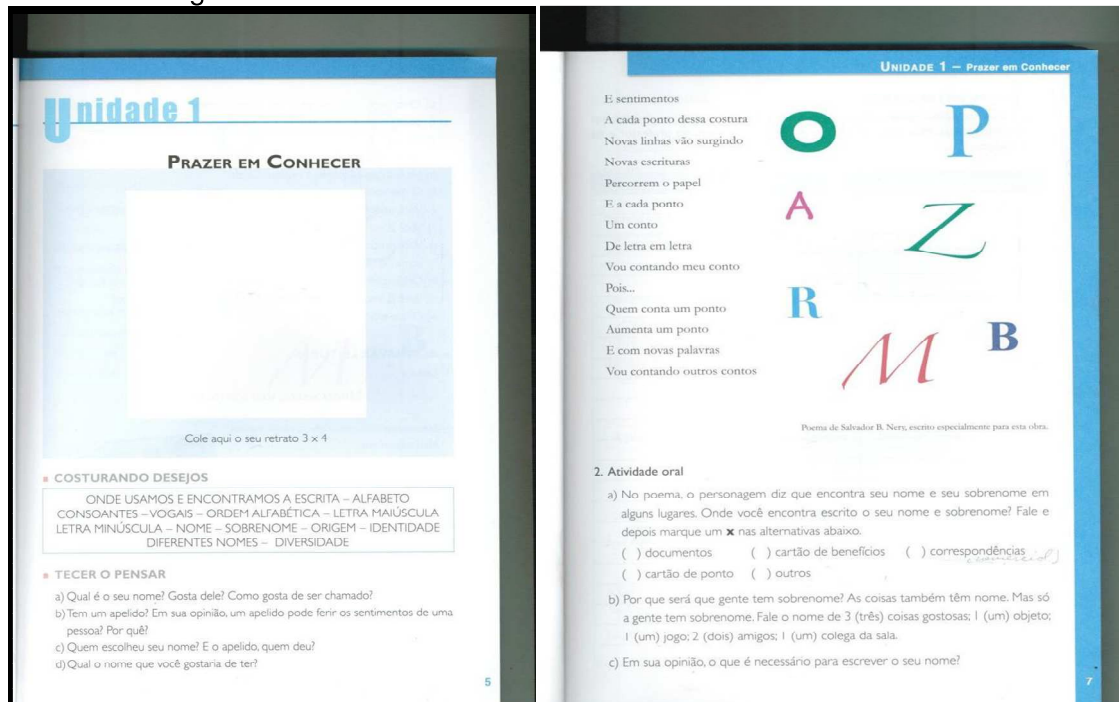 Unidade 1
PRAZER EM CONHECER
Cole aqui o seu retrato 3 x 4
COSTURANDO DESEJOS
ONDE USAMOS E ENCONTRAMOS A ESCRITA – ALFABETO
CONSOANTES – VOGAIS – ORDEM ALFABÉTICA – LETRA MAIÚSCULA
LETRA MINÚSCULA – NOME – SOBRENOME – ORIGEM – IDENTIDADE
DIFERENTES NOMES – DIVERSIDADE
TECER O PENSAR
a) Qual é o seu nome? Gosta dele? Como gosta de ser chamado?
b) Tem um apelido? Em sua opinião, um apelido pode ferir os sentimentos de uma
pessoa? Por quê?
c) Quem escolheu seu nome? E o apelido, quem deu?
d) Qual o nome que você gostaria de ter?
5
UNIDADE 1 – Prazer em Conhecer
E sentimentos
A cada ponto dessa costura
Novas linhas vão surgindo
Novas escrituras
Percorrem o papel
E a cada ponto
Um conto
De letra em letra
Vou contando meu conto
Pois...
Quem conta um ponto
Aumenta um ponto
E com novas palavras
Vou contando outros contos
O P
A
Z
R
M B
Poema de Salvador B. Nery, escrito especialmente para esta obra.
2. Atividade oral
a) No poema, o personagem diz que encontra seu nome e seu sobrenome em
alguns lugares. Onde você encontra escrito o seu nome e sobrenome? Fale e
depois marque um x nas alternativas abaixo.
( ) documentos ( ) cartão de benefícios ( ) correspondências
( ) cartão de ponto ( ) outros
b) Por que será que gente tem sobrenome? As coisas também têm nome. Mas só
a gente tem sobrenome. Fale o nome de 3 (três) coisas gostosas; 1 (um) objeto;
1 (um) jogo; 2 (dois) amigos; 1 (um) colega da sala.
c) Em sua opinião, o que é necessário para escrever o seu nome?
7